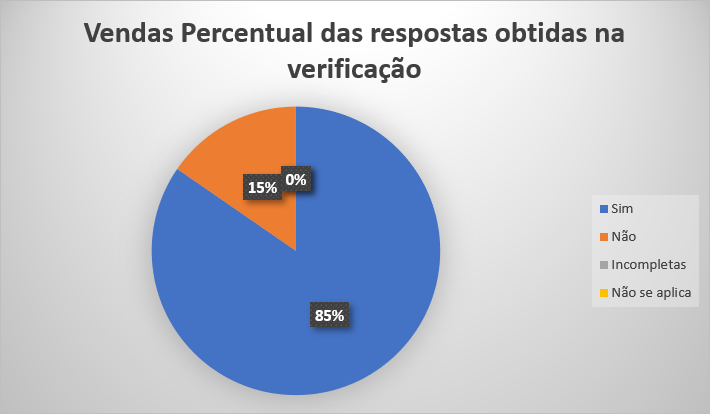 Vendas Percentual das respostas obtidas na
verificação
15%
0%
85%
Sim
Não
Incompletas
Não se aplica